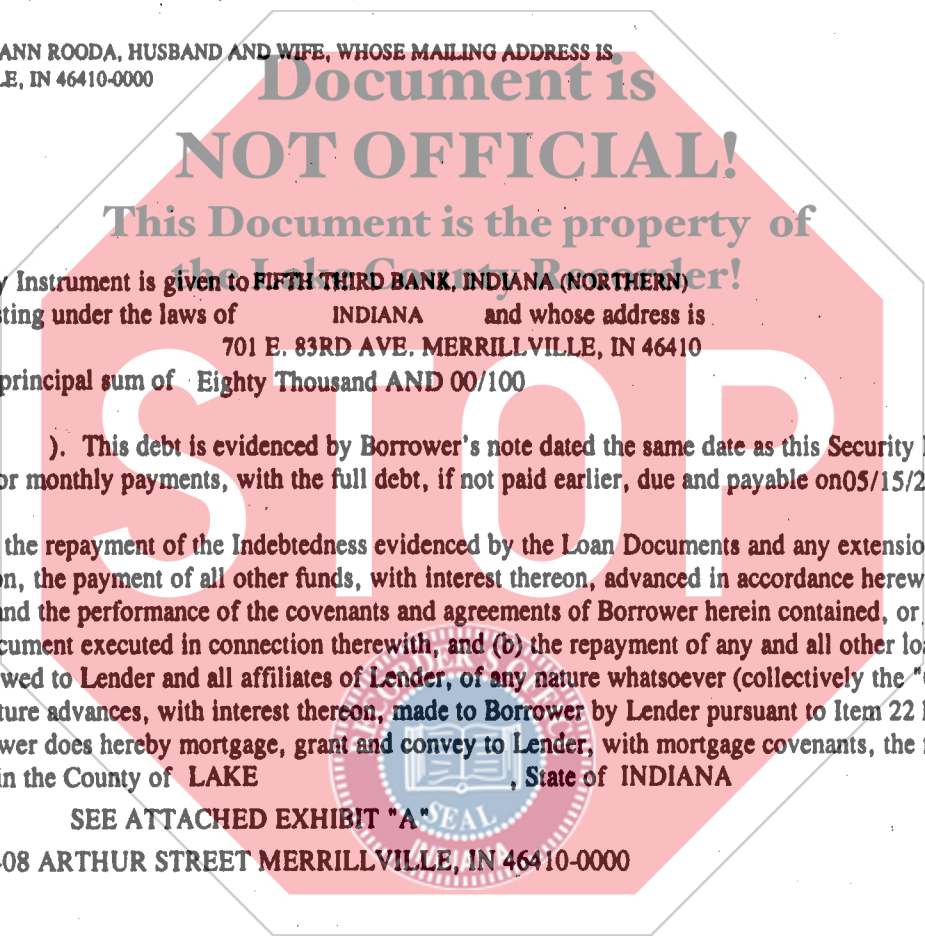 ANN ROODA, HUSBAND AND WIFE, WHOSE MAILING ADDRESS IS
LE, IN 46410-0000
Document is
NOT OFFICIAL!
This Document is the property of
the Lake County Recorder!
y Instrument is given to FIFTH THIRD BANK, INDIANA (NORTHERN)
sting under the laws of INDIANA and whose address is
701 E. 83RD AVE. MERRILLVILLE, IN 46410
principal sum of Eighty Thousand AND 00/100
STOP
). This debt is evidenced by Borrower's note dated the same date as this Security
or monthly payments, with the full debt, if not paid earlier, due and payable on05/15/2
the repayment of the Indebtedness evidenced by the Loan Documents and any extensio
on, the payment of all other funds, with interest thereon, advanced in accordance herew
and the performance of the covenants and agreements of Borrower herein contained, or
cument executed in connection therewith, and (b) the repayment of any and all other loa
wed to Lender and all affiliates of Lender, of any nature whatsoever (collectively the "
ture advances, with interest thereon, made to Borrower by Lender pursuant to Item 22
wer does hereby mortgage, grant and convey to Lender, with mortgage covenants, the
in the County of LAKE , State of INDIANA
SEE ATTACHED EXHIBIT "A"
08 ARTHUR STREET MERRILLVILLE, IN 46410-0000
RECORDER'S OFFICE
SEAL
INDIANA